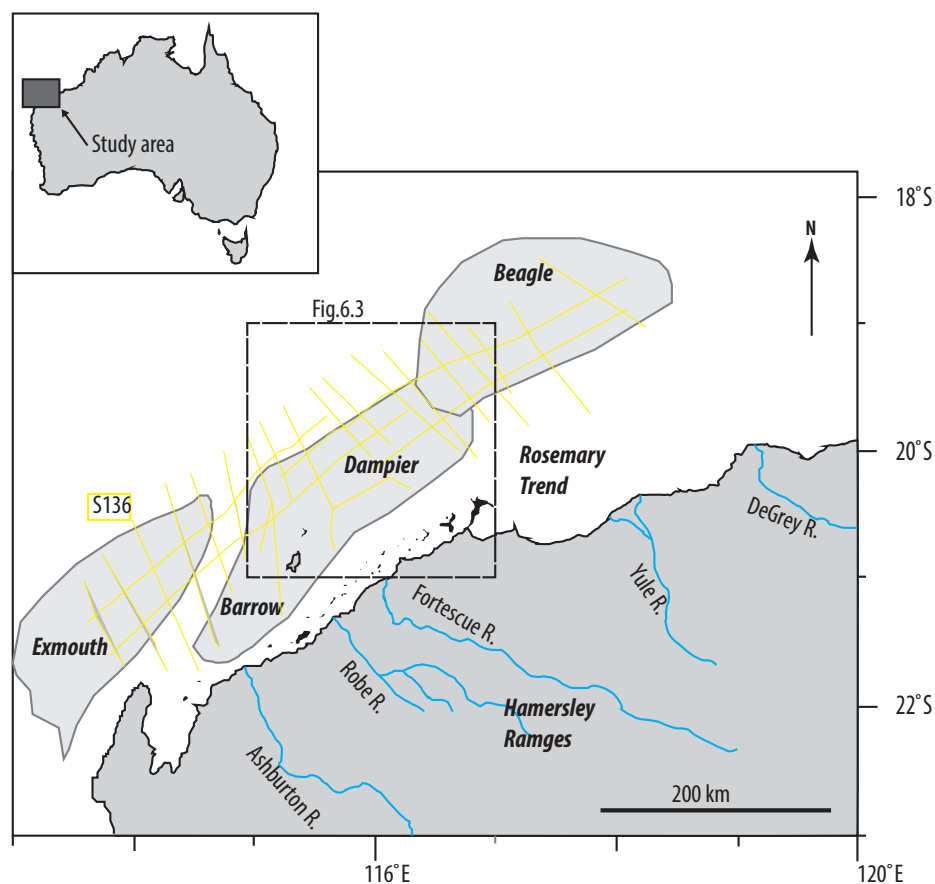 Study area
18°S
N
Beagle
Fig.6.3
Dampier
Rosemary
Trend
20°S
S136
DeGrey R.
Yule R.
Barrow
Fortescue R.
Exmouth
Robe R.
Hamersley
Ramges
22°S
Ashburton R.
200 km
116°E
120°E